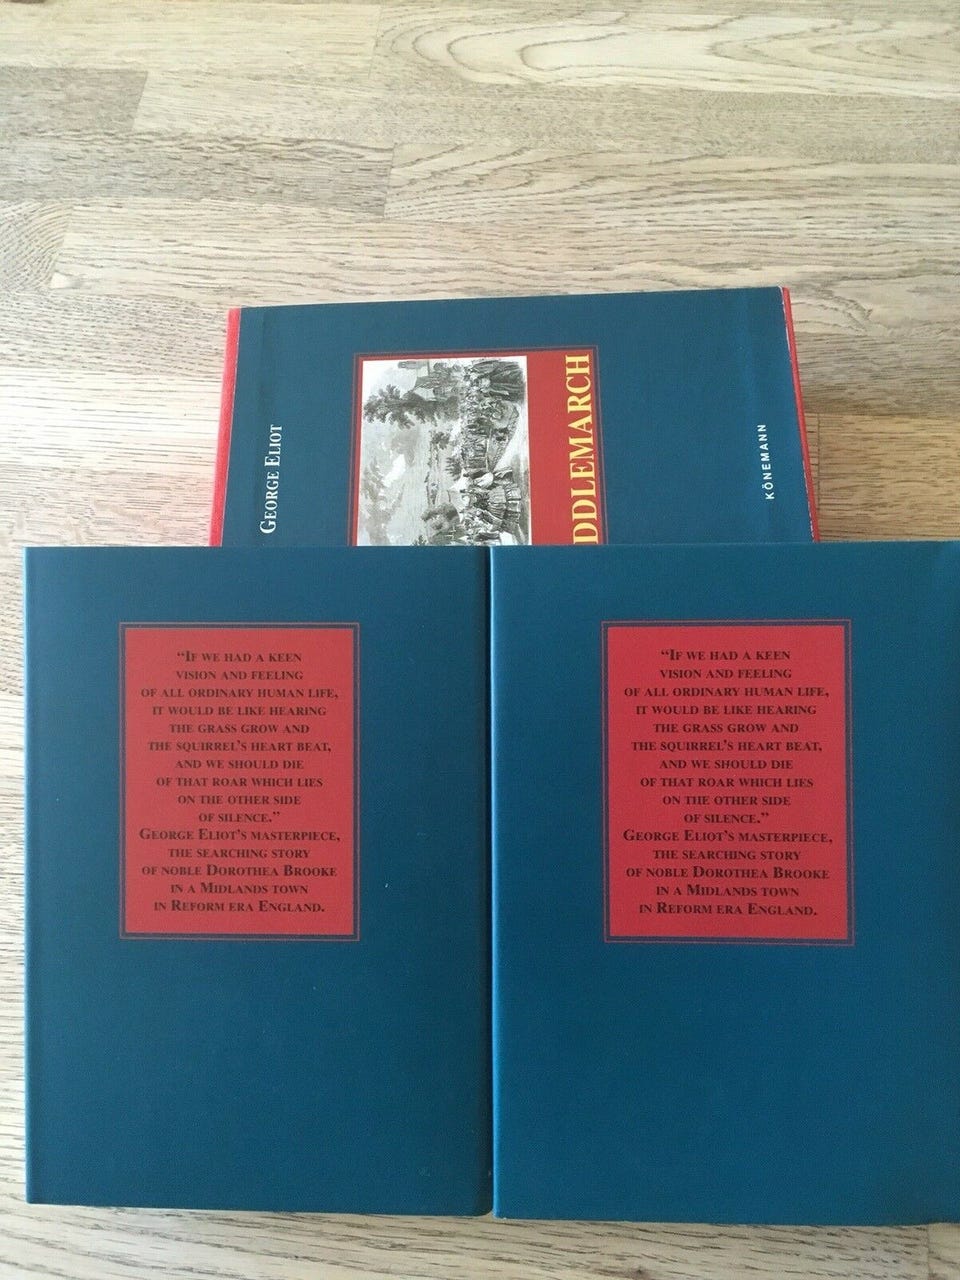 GEORGE ELIOT
DDLEMARCH
KÖNEMANN
“IF WE HAD A KEEN
VISION AND FEELING
OF ALL ORDINARY HUMAN LIFE,
IT WOULD BE LIKE HEARING
THE GRASS GROW AND
THE SQUIRREL’S HEART BEAT,
AND WE SHOULD DIE
OF THAT ROAR WHICH LIES
ON THE OTHER SIDE
OF SILENCE.”
GEORGE ELIOT’S MASTERPIECE,
THE SEARCHING STORY
OF NOBLE DOROTHEA BROOKE
IN A MIDLANDS TOWN
IN REFORM ERA ENGLAND.
“IF WE HAD A KEEN
VISION AND FEELING
OF ALL ORDINARY HUMAN LIFE,
IT WOULD BE LIKE HEARING
THE GRASS GROW AND
THE SQUIRREL’S HEART BEAT,
AND WE SHOULD DIE
OF THAT ROAR WHICH LIES
ON THE OTHER SIDE
OF SILENCE.”
GEORGE ELIOT’S MASTERPIECE,
THE SEARCHING STORY
OF NOBLE DOROTHEA BROOKE
IN A MIDLANDS TOWN
IN REFORM ERA ENGLAND.